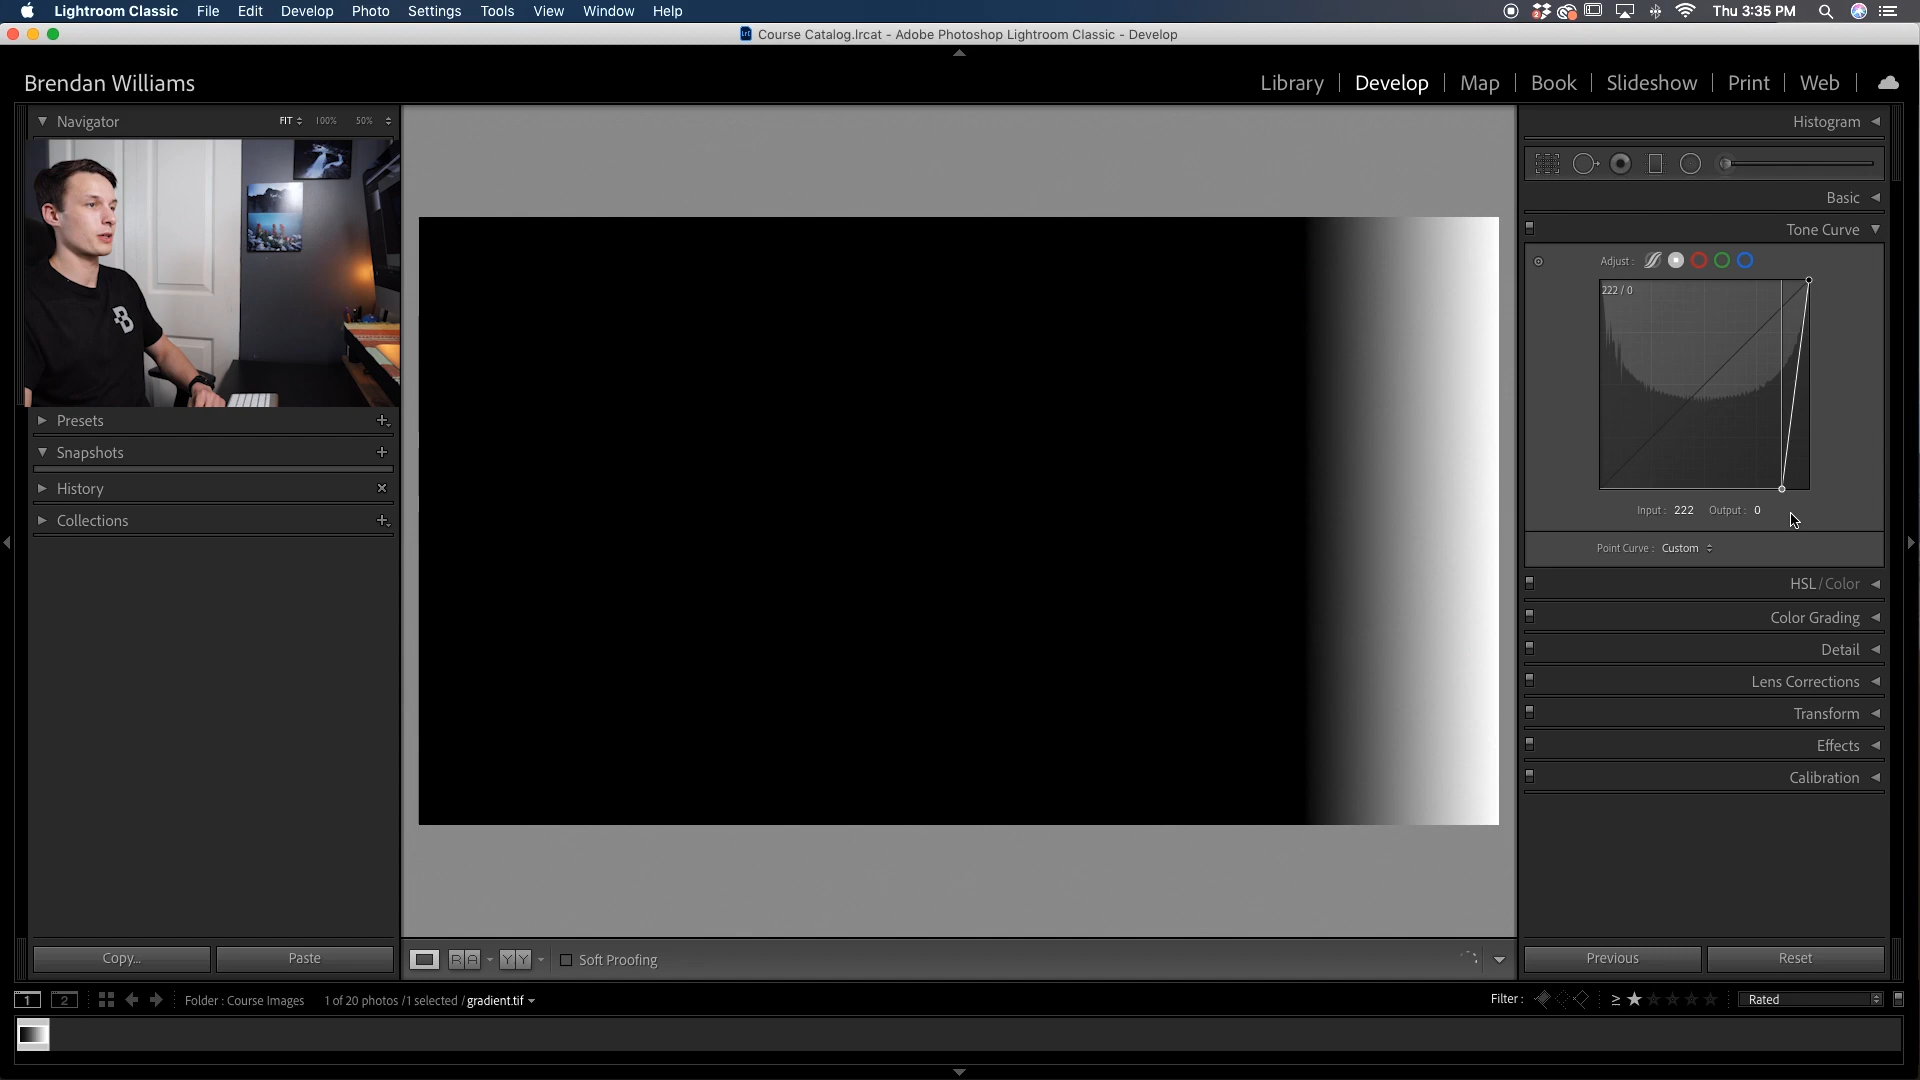 Lightroom Classic File Edit Develop Photo Settings Tools View Window Help Thu 3:35 PM
Course Catalog.lrcat - Adobe Photoshop Lightroom Classic - Develop
Brendan Williams
Library | Develop | Map | Book | Slideshow | Print | Web
Navigator FIT 100% 50%
Histogram
Basic
Tone Curve
Adjust :
222 / 0
Input : 222 Output : 0
Point Curve : Custom
Presets
Snapshots
History
Collections
HSL / Color
Color Grading
Detail
Lens Corrections
Transform
Effects
Calibration
Copy... Paste
R A Y Y Soft Proofing
Previous Reset
1 2 Folder : Course Images 1 of 20 photos / 1 selected / gradient.tif
Filter : ≥ Rated